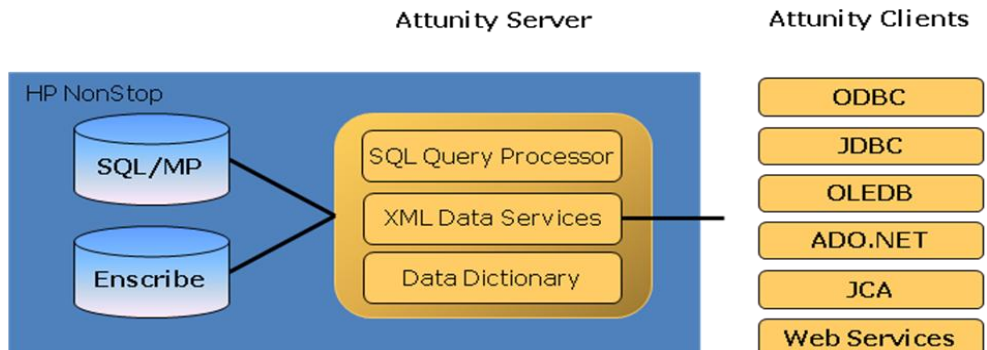 Attunity Server
Attunity Clients
HP NonStop
SQL/MP
Enscribe
SQL Query Processor
XML Data Services
Data Dictionary
ODBC
JDBC
OLEDB
ADO.NET
JCA
Web Services